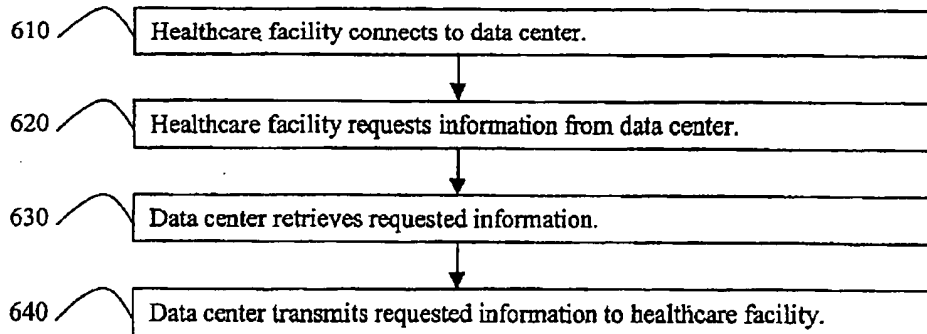 610 Healthcare facility connects to data center.
620 Healthcare facility requests information from data center.
630 Data center retrieves requested information.
640 Data center transmits requested information to healthcare facility.